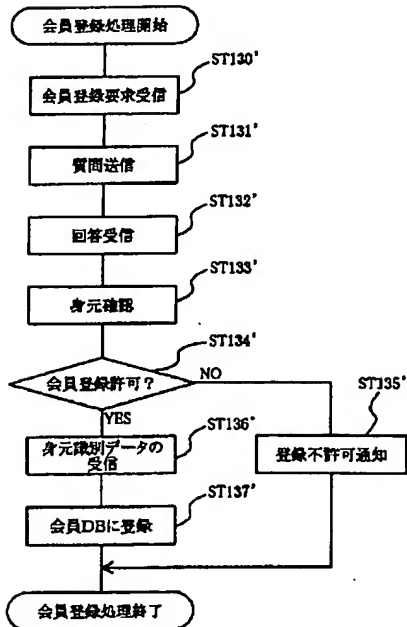 会員登録処理開始
ST130'
会員登録要求受信
ST131'
質問送信
ST132'
回答受信
ST133'
身元確認
ST134'
会員登録許可?
NO
ST135'
YES
ST136'
身元識別データの
受信
登録不許可通知
ST137'
会員DBに登録
会員登録処理終了